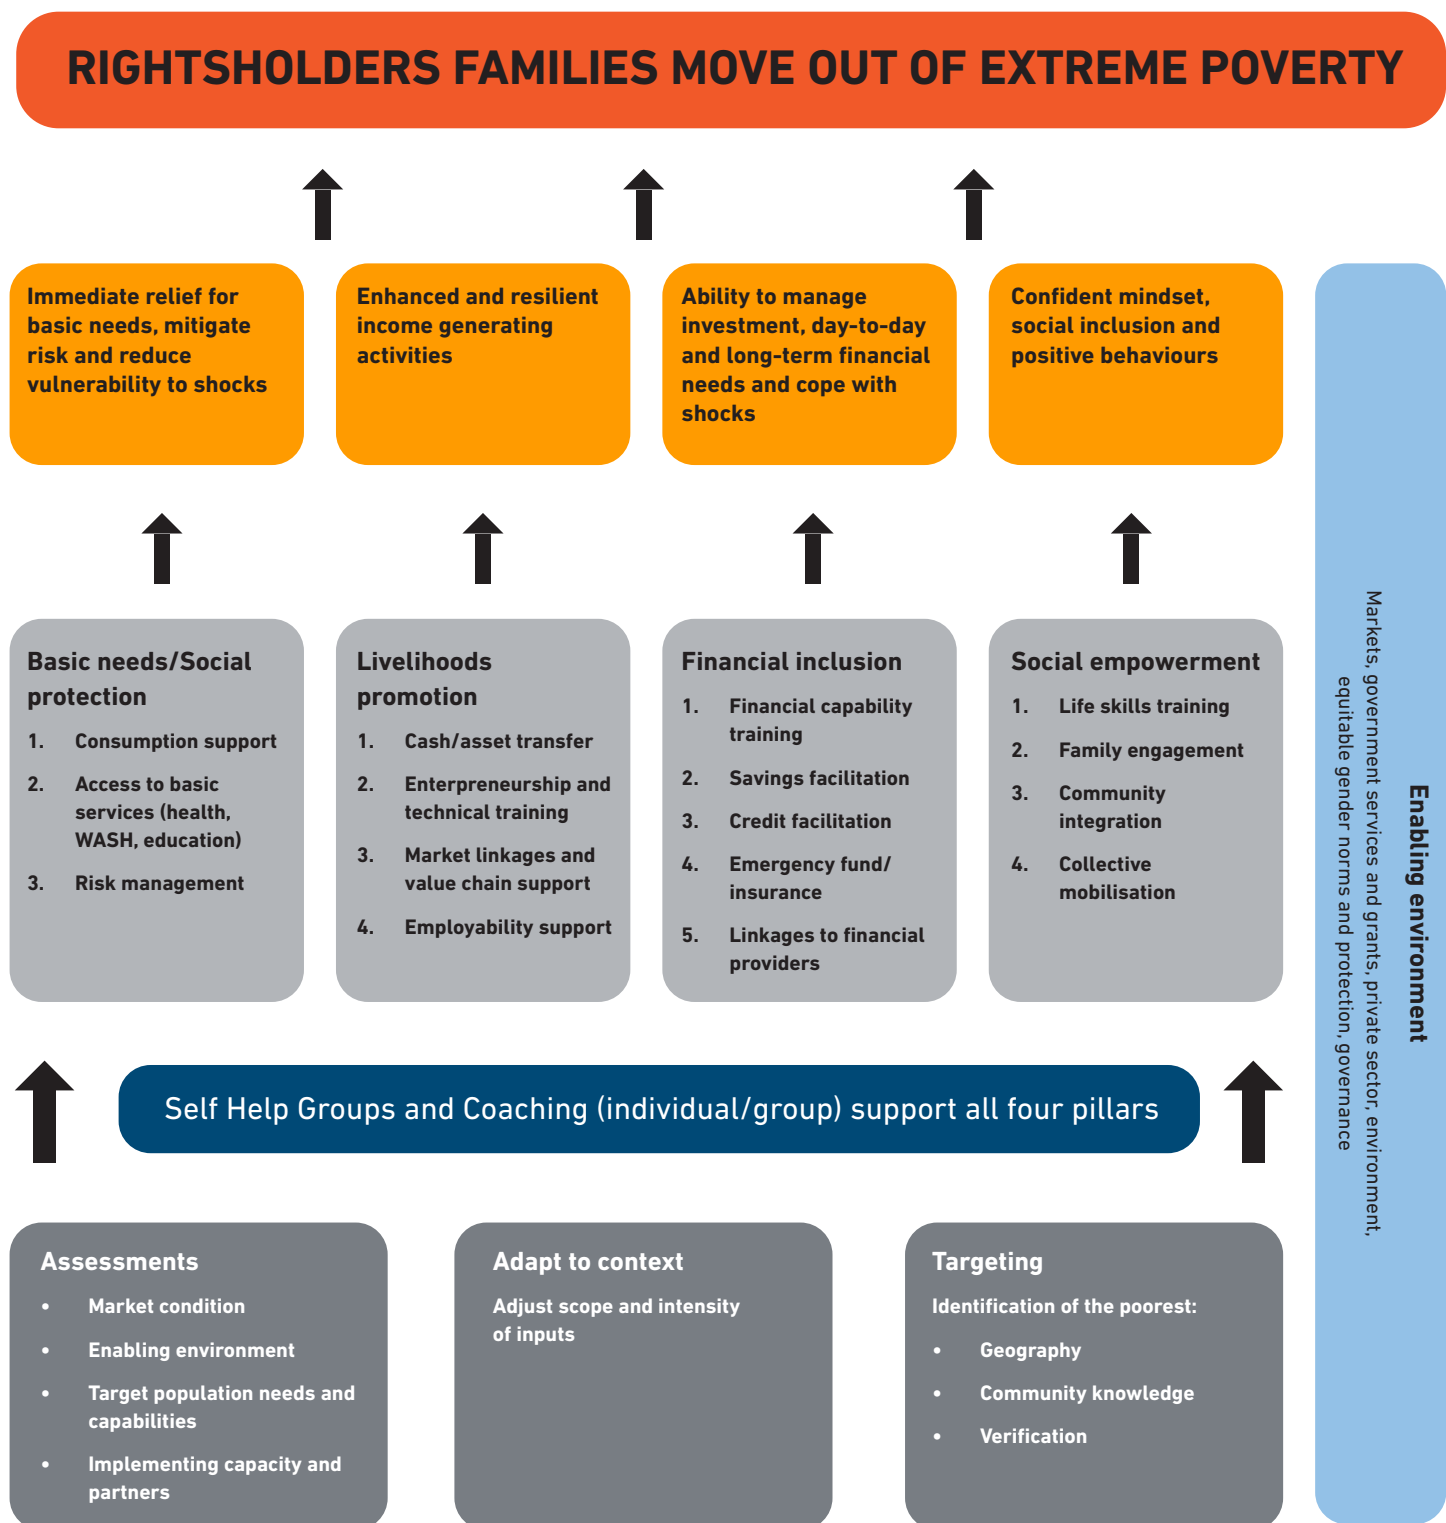 RIGHTSHOLDERS FAMILIES MOVE OUT OF EXTREME POVERTY
Immediate relief for
basic needs, mitigate
risk and reduce
vulnerability to shocks
Enhanced and resilient
income generating
activities
Ability to manage
investment, day-to-day
and long-term financial
needs and cope with
shocks
Confident mindset,
social inclusion and
positive behaviours
Basic needs/Social
protection
1. Consumption support
2. Access to basic
services (health,
WASH, education)
3. Risk management
Livelihoods
promotion
1. Cash/asset transfer
2. Enterpreneurship and
technical training
3. Market linkages and
value chain support
4. Employability support
Financial inclusion
1. Financial capability
training
2. Savings facilitation
3. Credit facilitation
4. Emergency fund/
insurance
5. Linkages to financial
providers
Social empowerment
1. Life skills training
2. Family engagement
3. Community
integration
4. Collective
mobilisation
Self Help Groups and Coaching (individual/group) support all four pillars
Assessments
• Market condition
• Enabling environment
• Target population needs and
capabilities
• Implementing capacity and
partners
Adapt to context
Adjust scope and intensity
of inputs
Targeting
Identification of the poorest:
• Geography
• Community knowledge
• Verification
Enabling environment
Markets, government services and grants, private sector, environment,
equitable gender norms and protection, governance